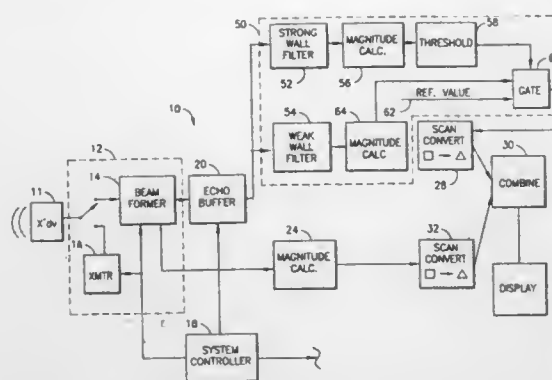 50
58
STRONG
WALL
FILTER
MAGNITUDE
CALC.
THRESHOLD
52
56
GATE
REF. VALUE
62
10
54
64
WEAK
WALL
FILTER
MAGNITUDE
CALC
SCAN
CONVERT
28
30
COMBINE
12
14
20
11
BEAM
FORMER
ECHO
BUFFER
24
32
MAGNITUDE
CALC.
SCAN
CONVERT
XMTR
DISPLAY
18
SYSTEM
CONTROLLER